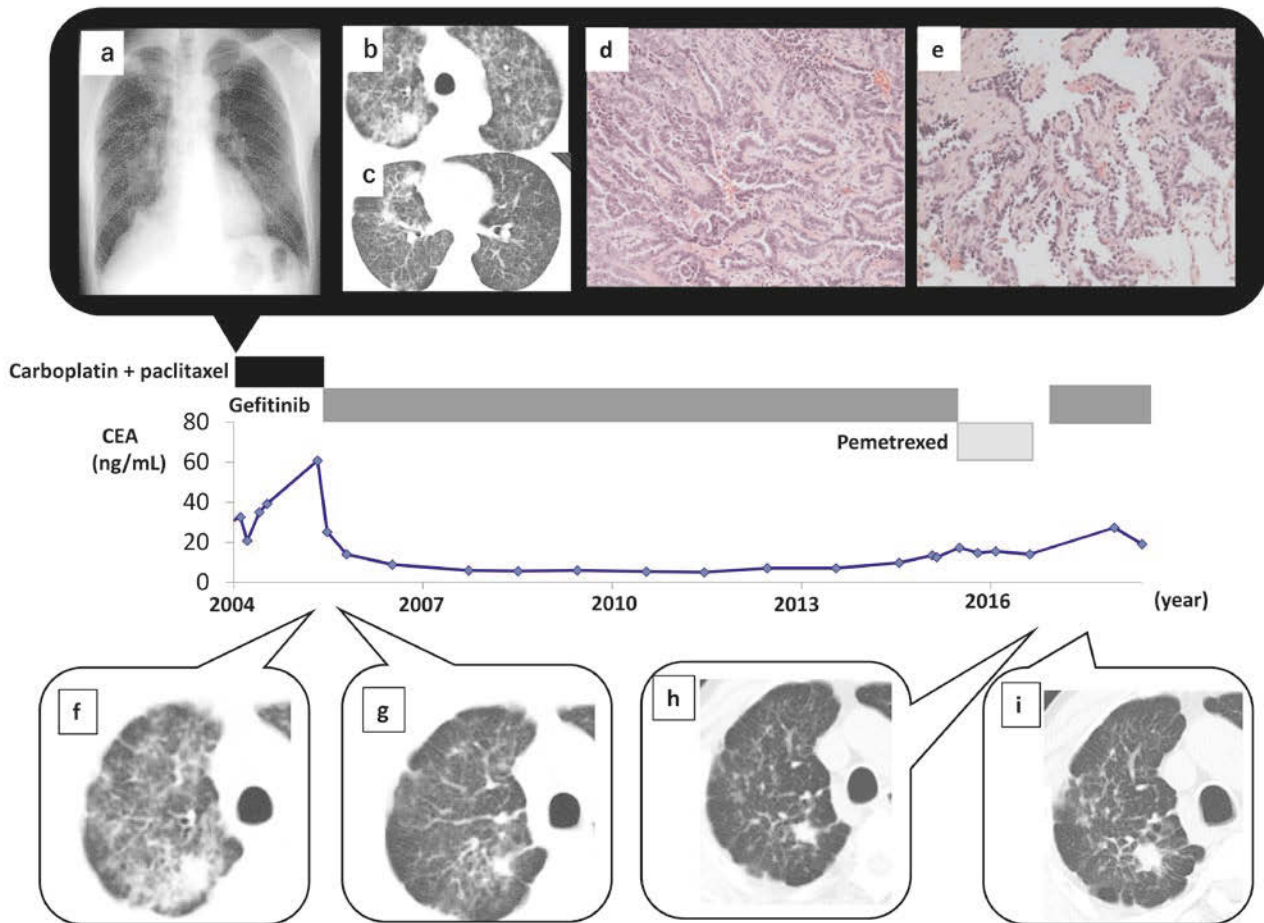 a
b
c
d
e
Carboplatin + paclitaxel
Gefitinib
Pemetrexed
CEA
(ng/mL)
80
60
40
20
0
2004
2007
2010
2013
2016
(year)
f
g
h
i